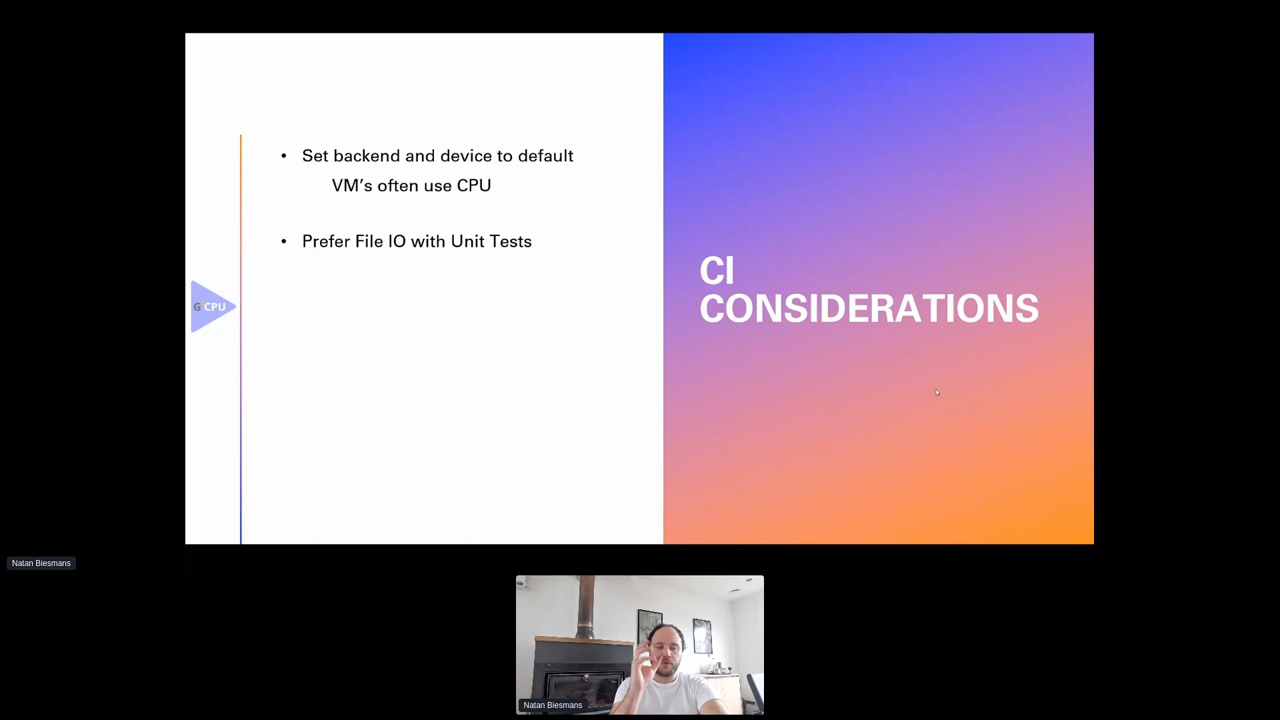 • Set backend and device to default
VM's often use CPU
• Prefer File IO with Unit Tests
G CPU
CI
CONSIDERATIONS
Natan Biesmans
Natan Biesmans